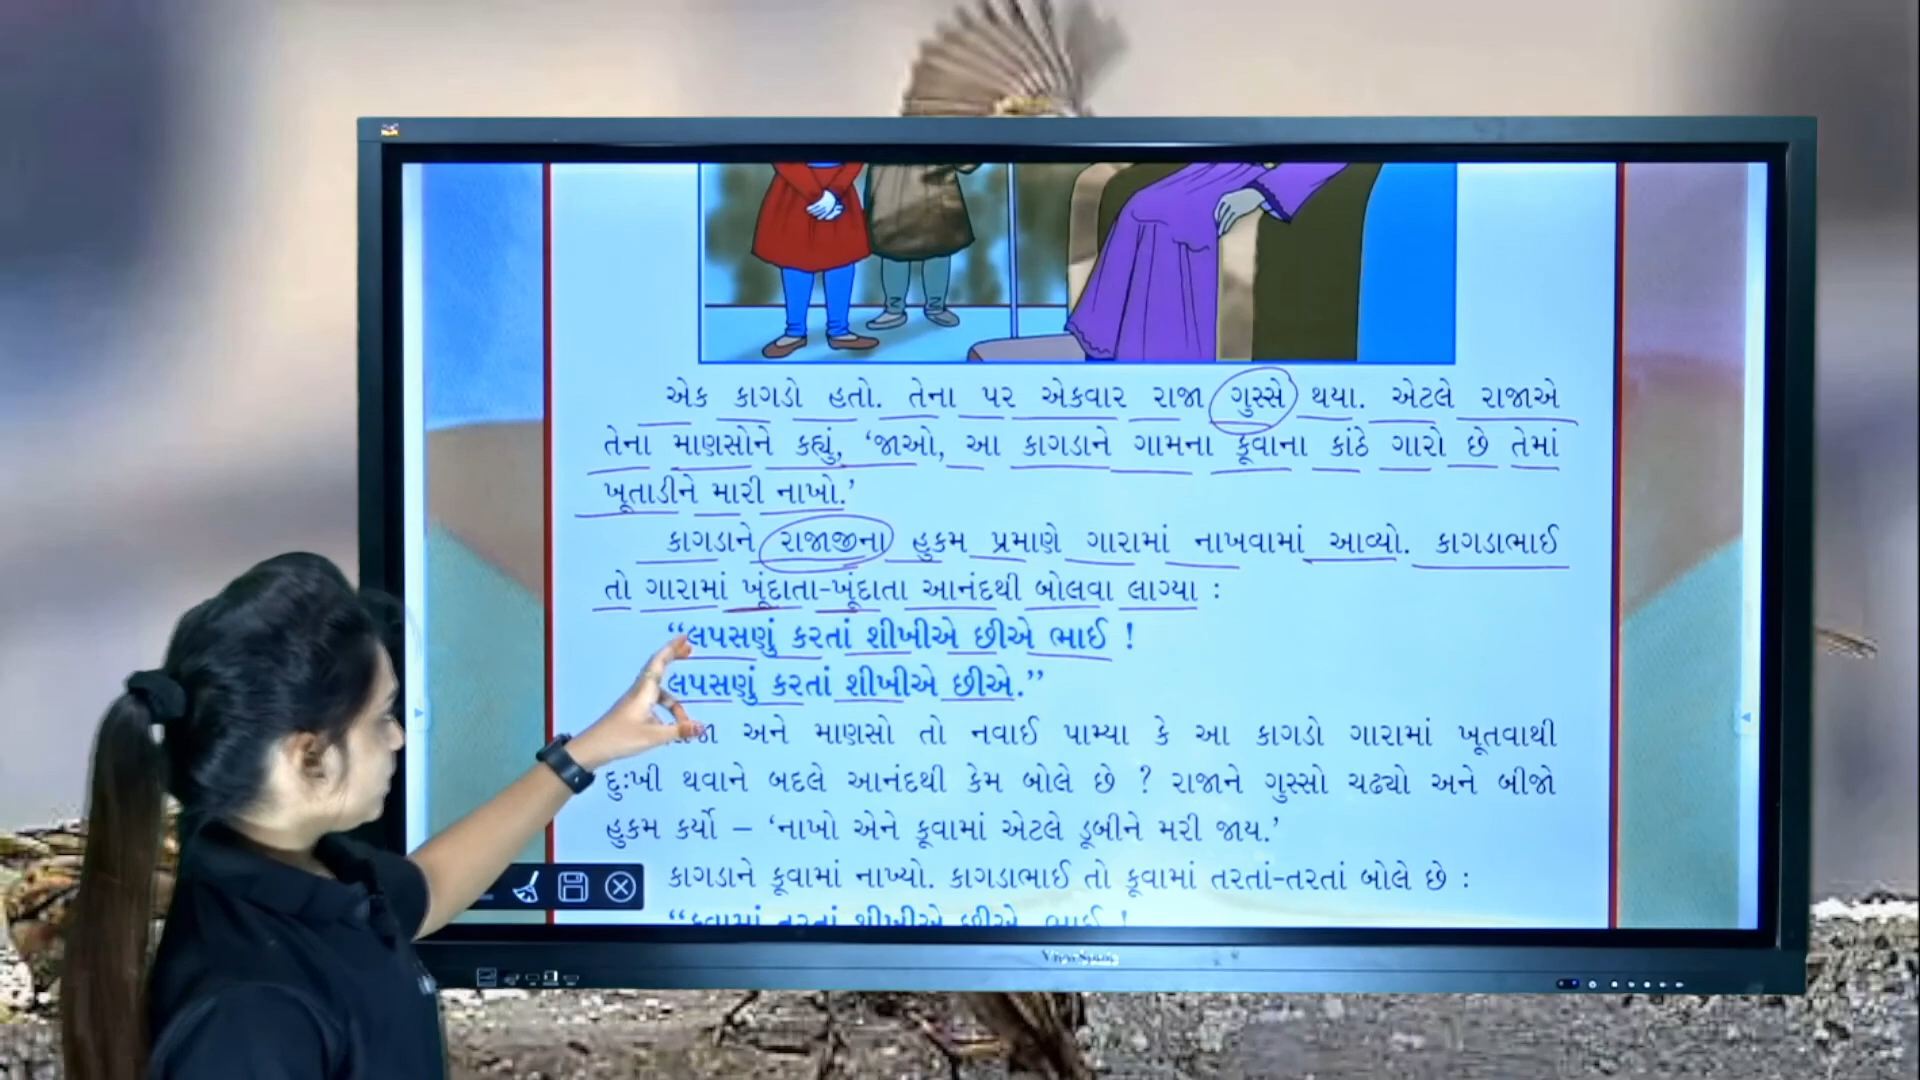 એક કાગડો હતો. તેના પર એકવાર રાજા ગુસ્સે થયા. એટલે રાજાએ
તેના માણસોને કહ્યું, ‘જાઓ, આ કાગડાને ગામના કૂવાના કાંઠે ગારો છે તેમાં
ખૂતાડીને મારી નાખો.’
કાગડાને રાજાજીના હુકમ પ્રમાણે ગારામાં નાખવામાં આવ્યો. કાગડાભાઈ
તો ગારામાં ખૂંદાતા-ખૂંદાતા આનંદથી બોલવા લાગ્યા :
“લપસણું કરતાં શીખીએ છીએ ભાઈ !
લપસણું કરતાં શીખીએ છીએ.”
અને માણસો તો નવાઈ પામ્યા કે આ કાગડો ગારામાં ખૂતવાથી
દુઃખી થવાને બદલે આનંદથી કેમ બોલે છે ? રાજાને ગુસ્સો ચઢ્યો અને બીજો
હુકમ કર્યો – ‘નાખો એને કૂવામાં એટલે ડૂબીને મરી જાય.’
કાગડાને કૂવામાં નાખ્યો. કાગડાભાઈ તો કૂવામાં તરતાં-તરતાં બોલે છે :
“કૂવામાં તરતાં શીખીએ છીએ ભાઈ !
ViewSonic